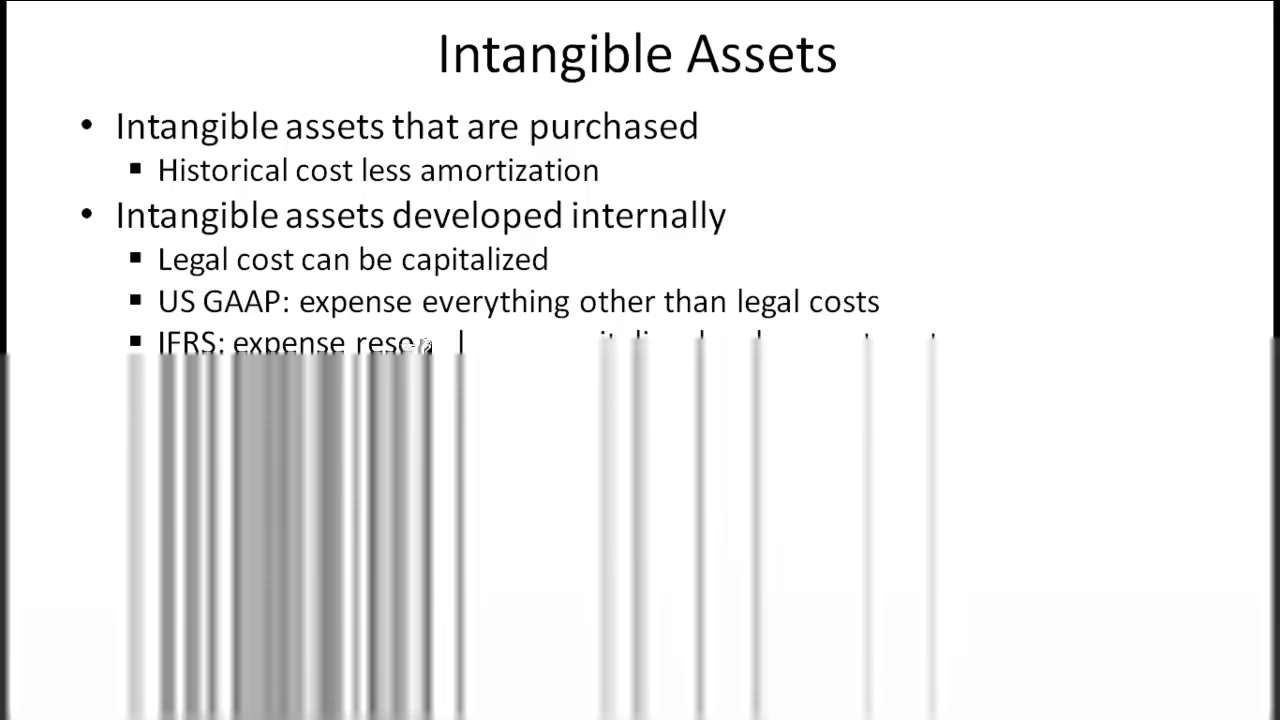 Intangible Assets
• Intangible assets that are purchased
▪ Historical cost less amortization
• Intangible assets developed internally
▪ Legal cost can be capitalized
▪ US GAAP: expense everything other than legal costs
▪ IFRS: expense